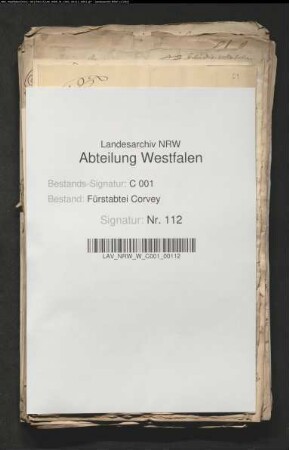 Landesarchiv NRW
Abteilung Westfalen
Bestands-Signatur: C 001
Bestand: Fürstabtei Corvey
Signatur: Nr. 112
LAV_NRW_W_C001_00112